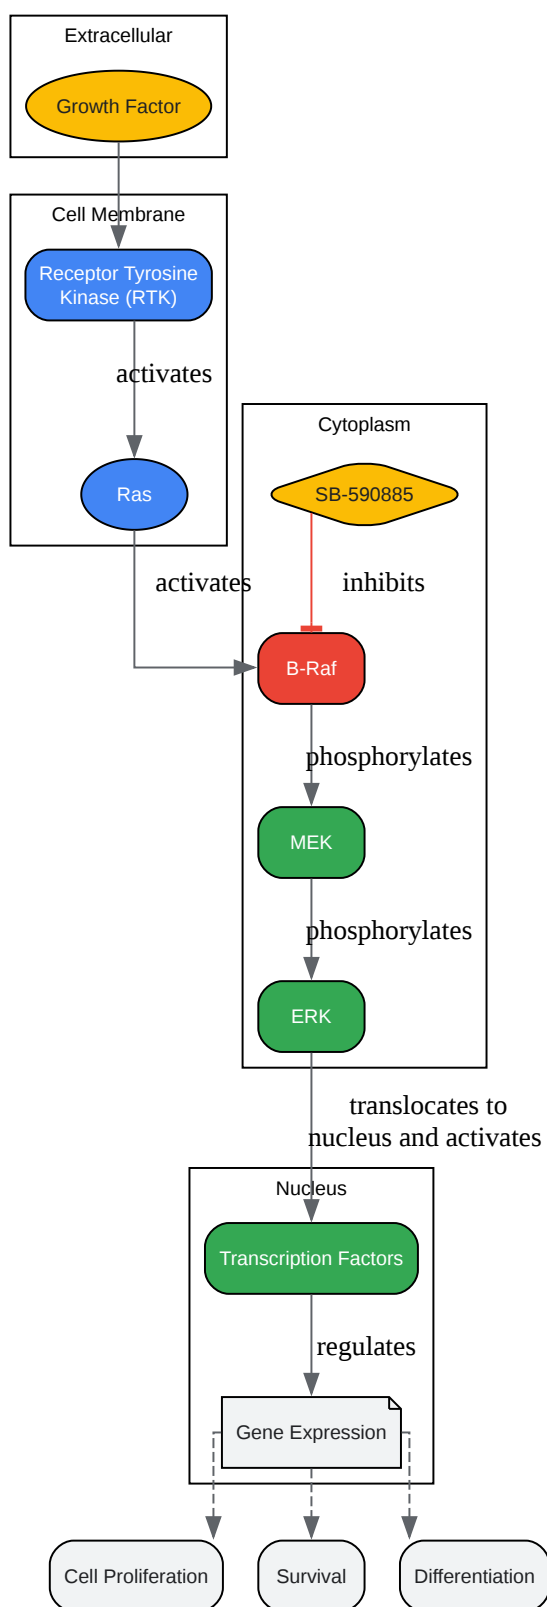 Extracellular
Growth Factor
Cell Membrane
Receptor Tyrosine
Kinase (RTK)
activates
Ras
Cytoplasm
SB-590885
activates
inhibits
B-Raf
phosphorylates
MEK
phosphorylates
ERK
translocates to
nucleus and activates
Nucleus
Transcription Factors
regulates
Gene Expression
Cell Proliferation
Survival
Differentiation